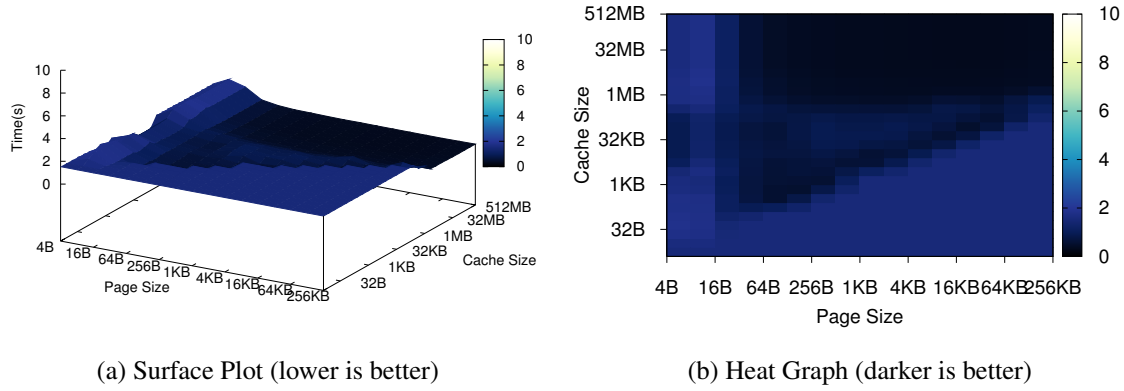 10
8
6
4
2
0
Time(s)
10
8
6
4
2
0
4B
16B
64B
256B
1KB
4KB
16KB
64KB
256KB
Page Size
32B
1KB
32KB
1MB
32MB
512MB
Cache Size
(a) Surface Plot (lower is better)
512MB
32MB
1MB
32KB
1KB
32B
Cache Size
4B 16B 64B 256B 1KB 4KB 16KB 64KB 256KB
Page Size
10
8
6
4
2
0
(b) Heat Graph (darker is better)